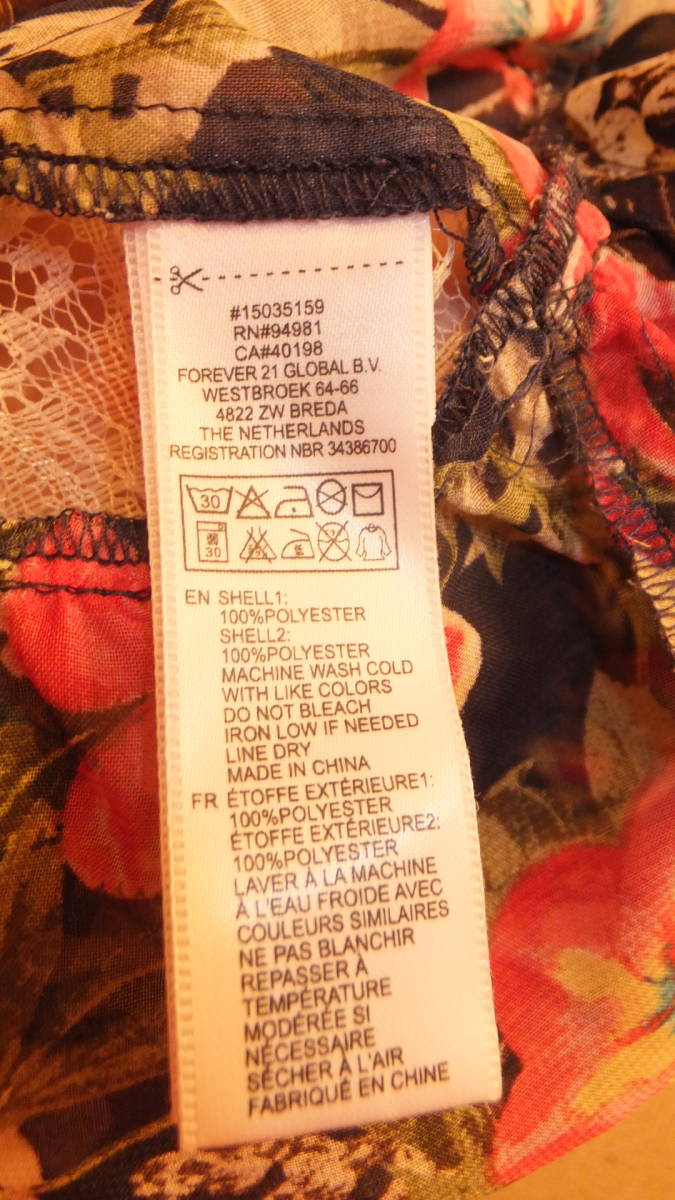 #15035159
RN#94981
CA#40198
FOREVER 21 GLOBAL B.V.
WESTBROEK 64-66
4822 ZW BREDA
THE NETHERLANDS
REGISTRATION NBR 34386700
30
30
EN SHELL1:
100%POLYESTER
SHELL2:
100%POLYESTER
MACHINE WASH COLD
WITH LIKE COLORS
DO NOT BLEACH
IRON LOW IF NEEDED
LINE DRY
MADE IN CHINA
FR ÉTOFFE EXTÉRIEURE1:
100%POLYESTER
ÉTOFFE EXTÉRIEURE2:
100%POLYESTER
LAVER À LA MACHINE
À L'EAU FROIDE AVEC
COULEURS SIMILAIRES
NE PAS BLANCHIR
REPASSER À
TEMPÉRATURE
MODÉRÉE SI
NÉCESSAIRE
SÉCHER À L'AIR
FABRIQUÉ EN CHINE